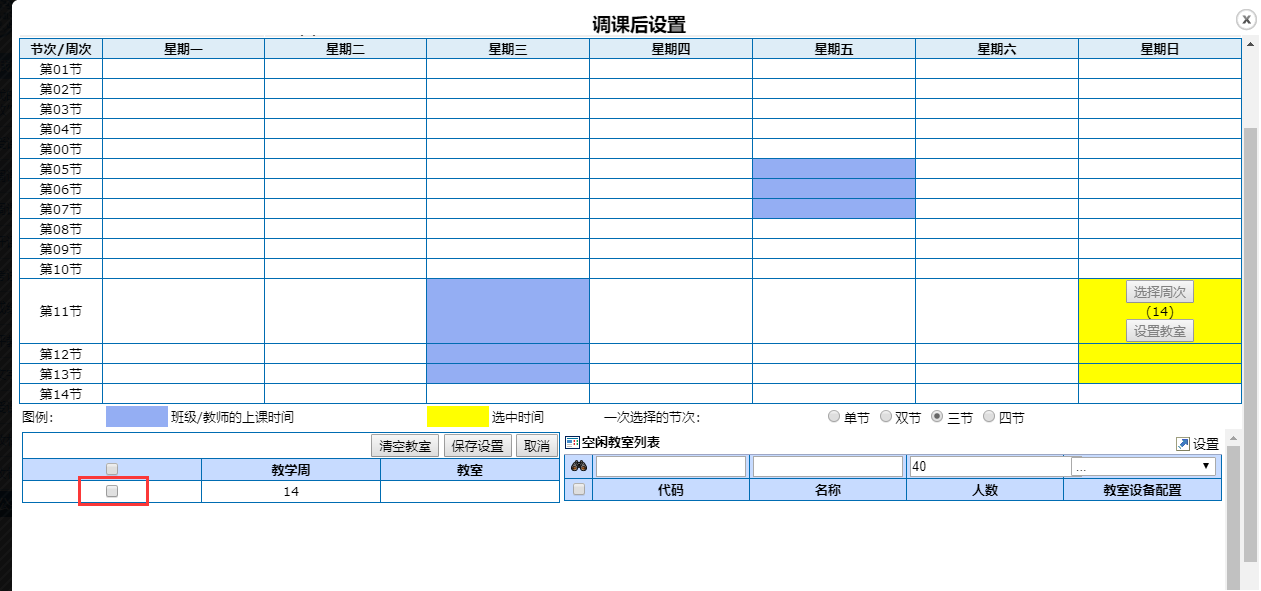 调课后设置
节次/周次 星期一 星期二 星期三 星期四 星期五 星期六 星期日
第01节
第02节
第03节
第04节
第00节
第05节
第06节
第07节
第08节
第09节
第10节
选择周次
第11节 (14)
设置教室
第12节
第13节
第14节
图例: 班级/教师的上课时间 选中时间 一次选择的节次: 单节 双节 三节 四节
清空教室 保存设置 取消 空闲教室列表 设置
教学周 教室 40 ...
14 代码 名称 人数 教室设备配置